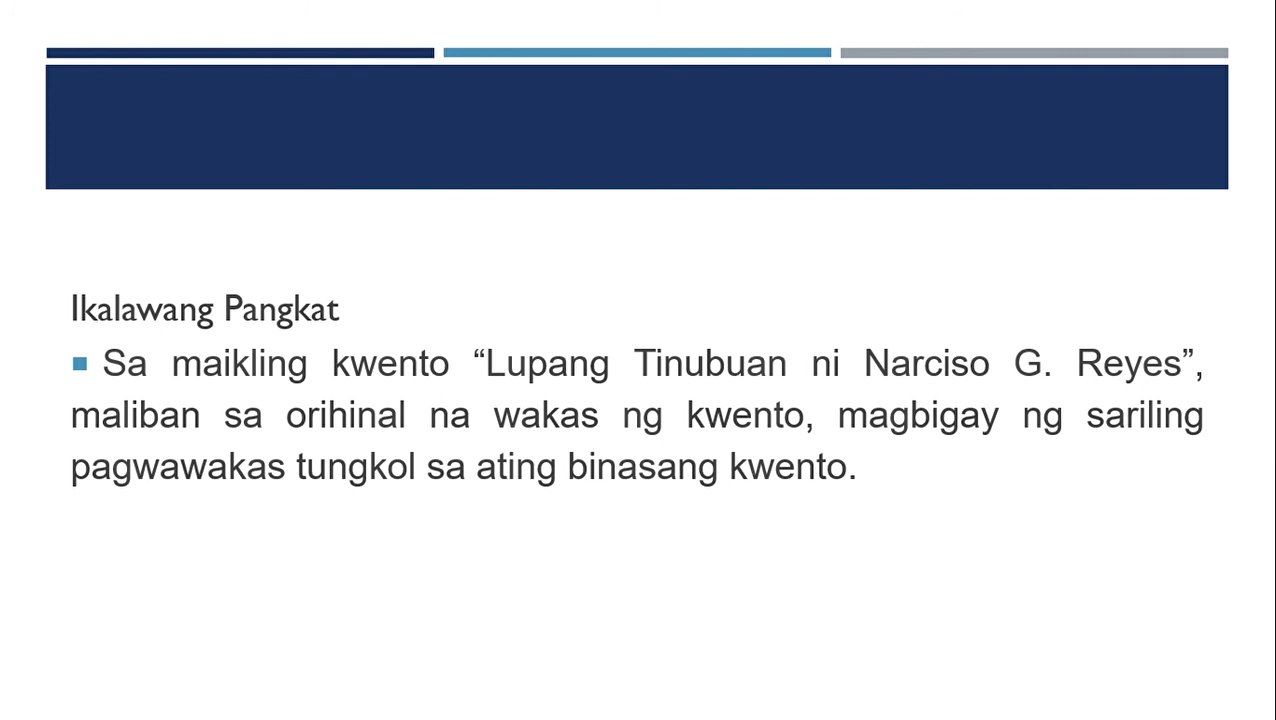 Ikalawang Pangkat
Sa maikling kwento “Lupang Tinubuan ni Narciso G. Reyes”,
maliban sa orihinal na wakas ng kwento, magbigay ng sariling
pagwawakas tungkol sa ating binasang kwento.